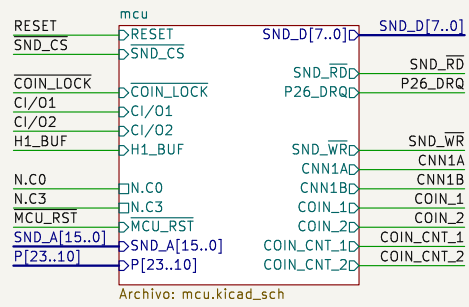 mcu
RESET RESET SND_D[7..0] SND_D[7..0]
SND_CS SND_CS
SND_RD SND_RD
COIN_LOCK COIN_LOCK P26_DRQ P26_DRQ
CI/O1 CI/O1
CI/O2 CI/O2
H1_BUF H1_BUF SND_WR SND_WR
CNN1A CNN1A
N.C0 N.C0 CNN1B CNN1B
N.C3 N.C3 COIN_1 COIN_1
MCU_RST MCU_RST COIN_2 COIN_2
SND_A[15..0] SND_A[15..0] COIN_CNT_1 COIN_CNT_1
P[23..10] P[23..10] COIN_CNT_2 COIN_CNT_2
Archivo: mcu.kicad_sch